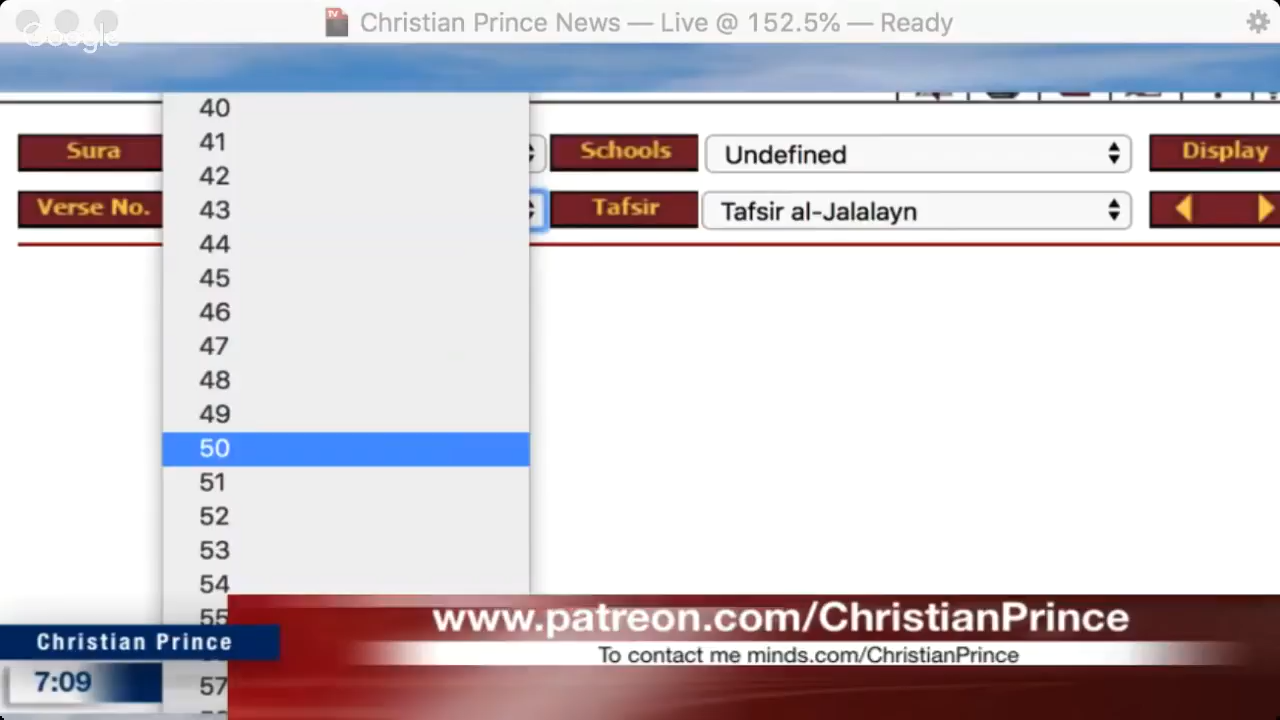 Christian Prince News — Live @ 152.5% — Ready
Google
40
41
Sura
Schools
Undefined
Display
42
Verse No.
43
Tafsir
Tafsir al-Jalalayn
44
45
46
47
48
49
50
51
52
53
54
55
57
www.patreon.com/ChristianPrince
To contact me minds.com/ChristianPrince
Christian Prince
7:09